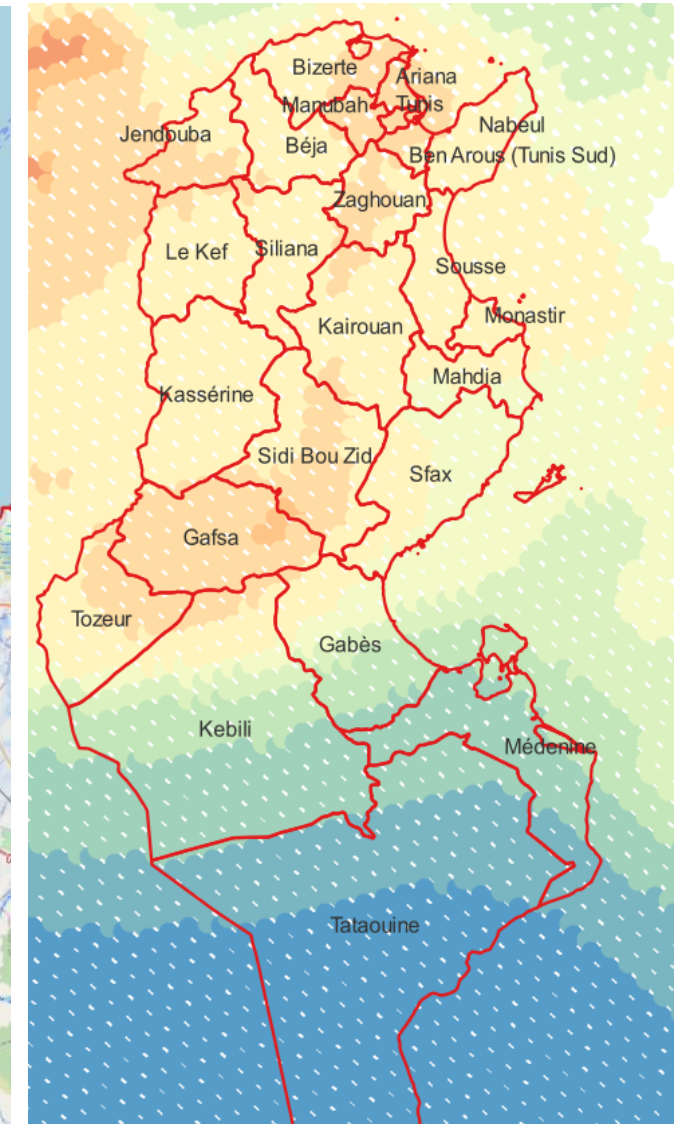 Bizerte
Ariana
Manubah
Tunis
Nabeul
Jendouba
Béja
Ben Arous (Tunis Sud)
Zaghouan
Le Kef
Siliana
Sousse
Monastir
Kairouan
Mahdia
Kassérine
Sidi Bou Zid
Sfax
Gafsa
Tozeur
Gabès
Kebili
Médenine
Tataouine